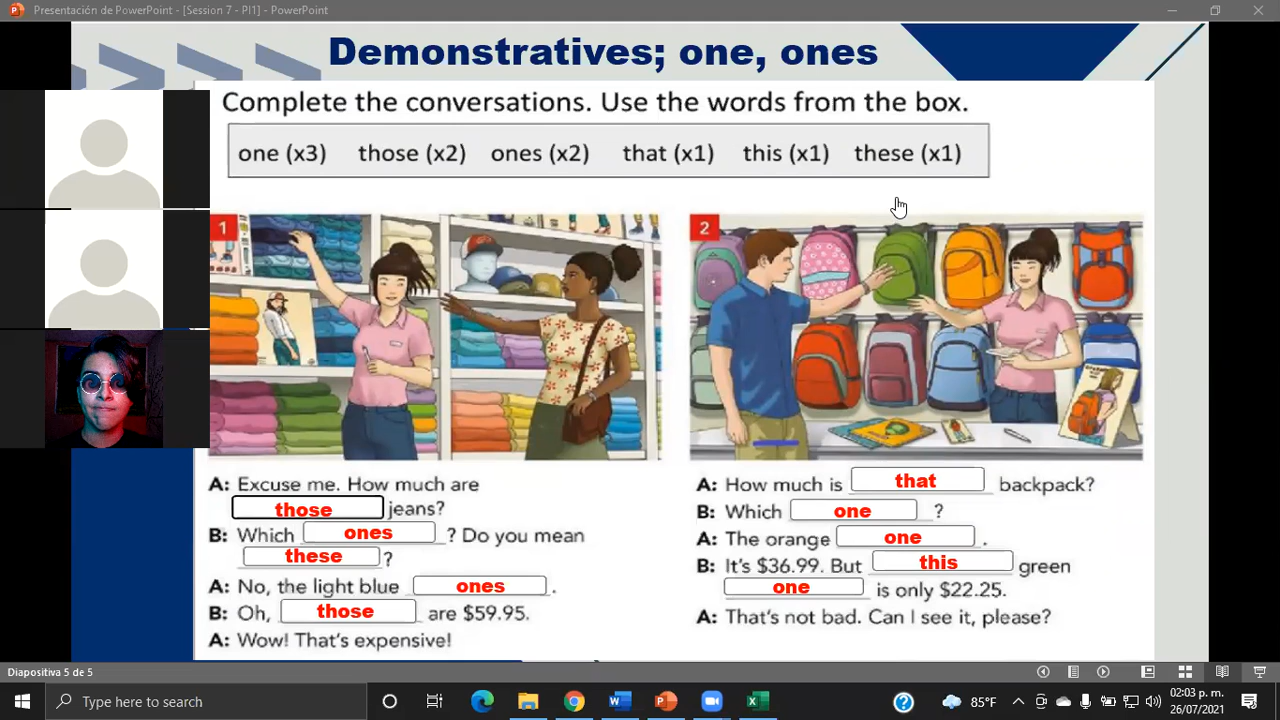 Presentación de PowerPoint - [Session 7 - PI1] - PowerPoint
Demonstratives; one, ones
Complete the conversations. Use the words from the box.
one (x3) those (x2) ones (x2) that (x1) this (x1) these (x1)
1
A: Excuse me. How much are
those jeans?
B: Which ones ? Do you mean
these ?
A: No, the light blue ones .
B: Oh, those are $59.95.
A: Wow! That's expensive!
2
A: How much is that backpack?
B: Which one ?
A: The orange one .
B: It's $36.99. But this green
one is only $22.25.
A: That's not bad. Can I see it, please?
Diapositiva 5 de 5
Type here to search
85°F
02:03 p. m.
26/07/2021